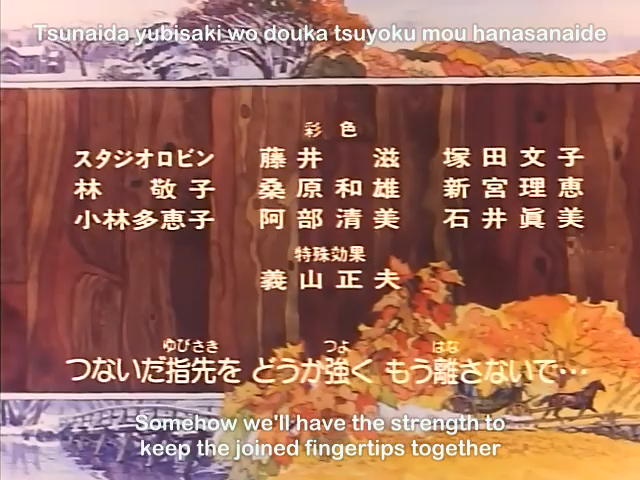 Tsunaida yubisaki wo douka tsuyoku mou hanasanaide
彩 色
スタジオロビン 藤井 滋 塚田文子
林 敬子 桑原和雄 新宮理恵
小林多恵子 阿部清美 石井眞美
特殊効果
義山正夫
ゆびさき つよ はな
つないだ指先を どうか強く もう離さないで…
Somehow we'll have the strength to
keep the joined fingertips together